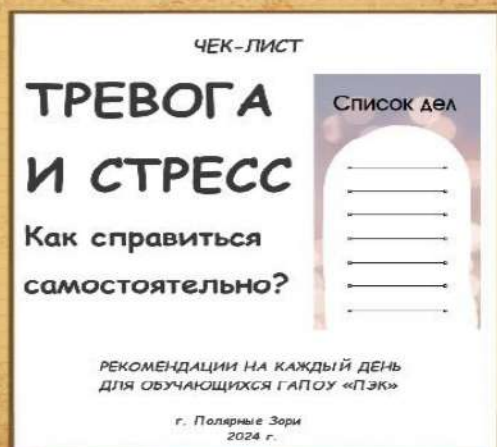 ЧЕК-ЛИСТ
ТРЕВОГА
И СТРЕСС
Как справиться
самостоятельно?
Список дел
РЕКОМЕНДАЦИИ НА КАЖДЫЙ ДЕНЬ
ДЛЯ ОБУЧАЮЩИХСЯ ГАПОУ «ПЭК»
г. Полярные Зори
2024 г.